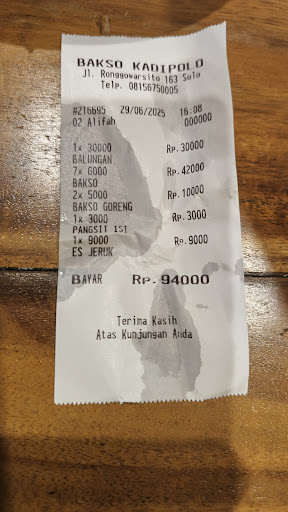 BAKSO KADIPOLO
Jl. Ronggowarsito 163 Solo
Telp. 08156750005
#216695 29/06/2025 16:08
02 Alifah 000000
1x 30000 Rp. 30000
BALUNGAN
7x 6000 Rp. 42000
BAKSO
2x 5000 Rp. 10000
BAKSO GORENG
1x 3000 Rp. 3000
PANGSIT IST
1x 9000 Rp. 9000
ES JERUK
BAYAR Rp. 94000
Terima Kasih
Atas Kunjungan Anda